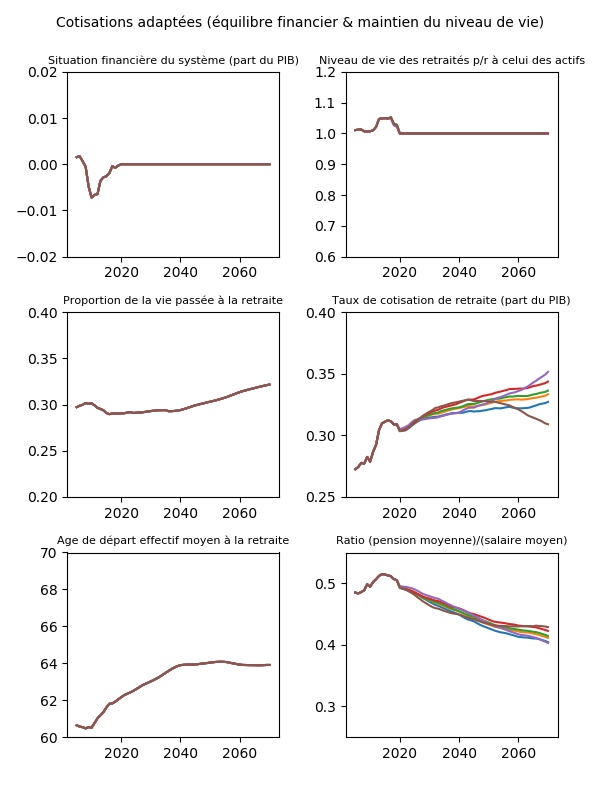 Cotisations adaptées (équilibre financier & maintien du niveau de vie)
Situation financière du système (part du PIB)
0.02
0.01
0.00
−0.01
−0.02
2020 2040 2060
Niveau de vie des retraités p/r à celui des actifs
1.2
1.1
1.0
0.9
0.8
0.7
0.6
2020 2040 2060
Proportion de la vie passée à la retraite
0.40
0.35
0.30
0.25
0.20
2020 2040 2060
Taux de cotisation de retraite (part du PIB)
0.40
0.35
0.30
0.25
2020 2040 2060
Age de départ effectif moyen à la retraite
70
68
66
64
62
60
2020 2040 2060
Ratio (pension moyenne)/(salaire moyen)
0.5
0.4
0.3
2020 2040 2060